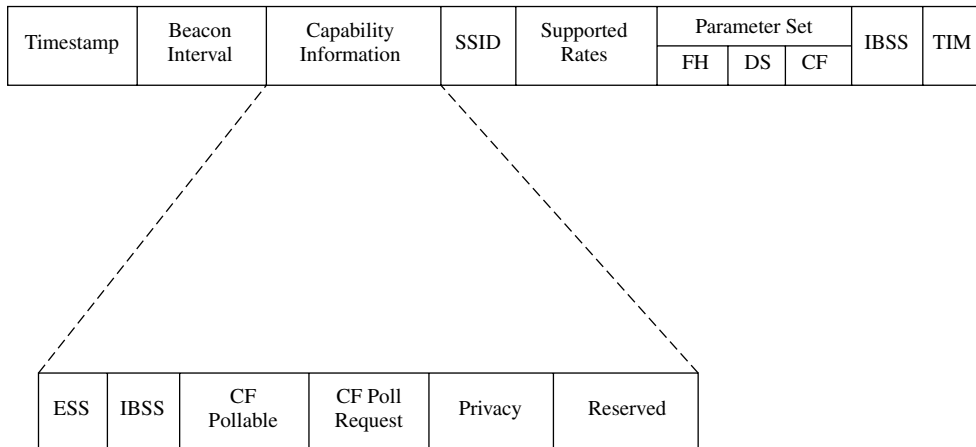 Timestamp
Beacon
Interval
Capability
Information
SSID
Supported
Rates
Parameter Set
FH
DS
CF
IBSS
TIM
ESS
IBSS
CF
Pollable
CF Poll
Request
Privacy
Reserved